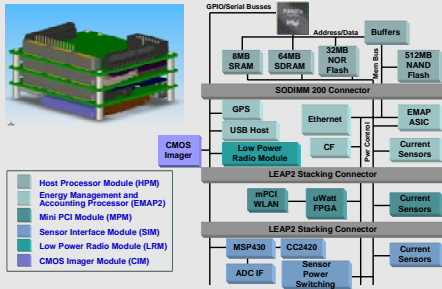 GPIO/Serial Busses
Address/Data
Buffers
8MB
SRAM
64MB
SDRAM
32MB
NOR
Flash
Mem Bus
512MB
NAND
Flash
SODIMM 200 Connector
GPS
USB Host
Low Power
Radio Module
CMOS
Imager
Ethernet
CF
Pwr Control
EMAP
ASIC
Current
Sensors
LEAP2 Stacking Connector
mPCI
WLAN
uWatt
FPGA
Current
Sensors
LEAP2 Stacking Connector
MSP430
CC2420
ADC IF
Sensor
Power
Switching
Current
Sensors
Host Processor Module (HPM)
Energy Management and
Accounting Processor (EMAP2)
Mini PCI Module (MPM)
Sensor Interface Module (SIM)
Low Power Radio Module (LRM)
CMOS Imager Module (CIM)